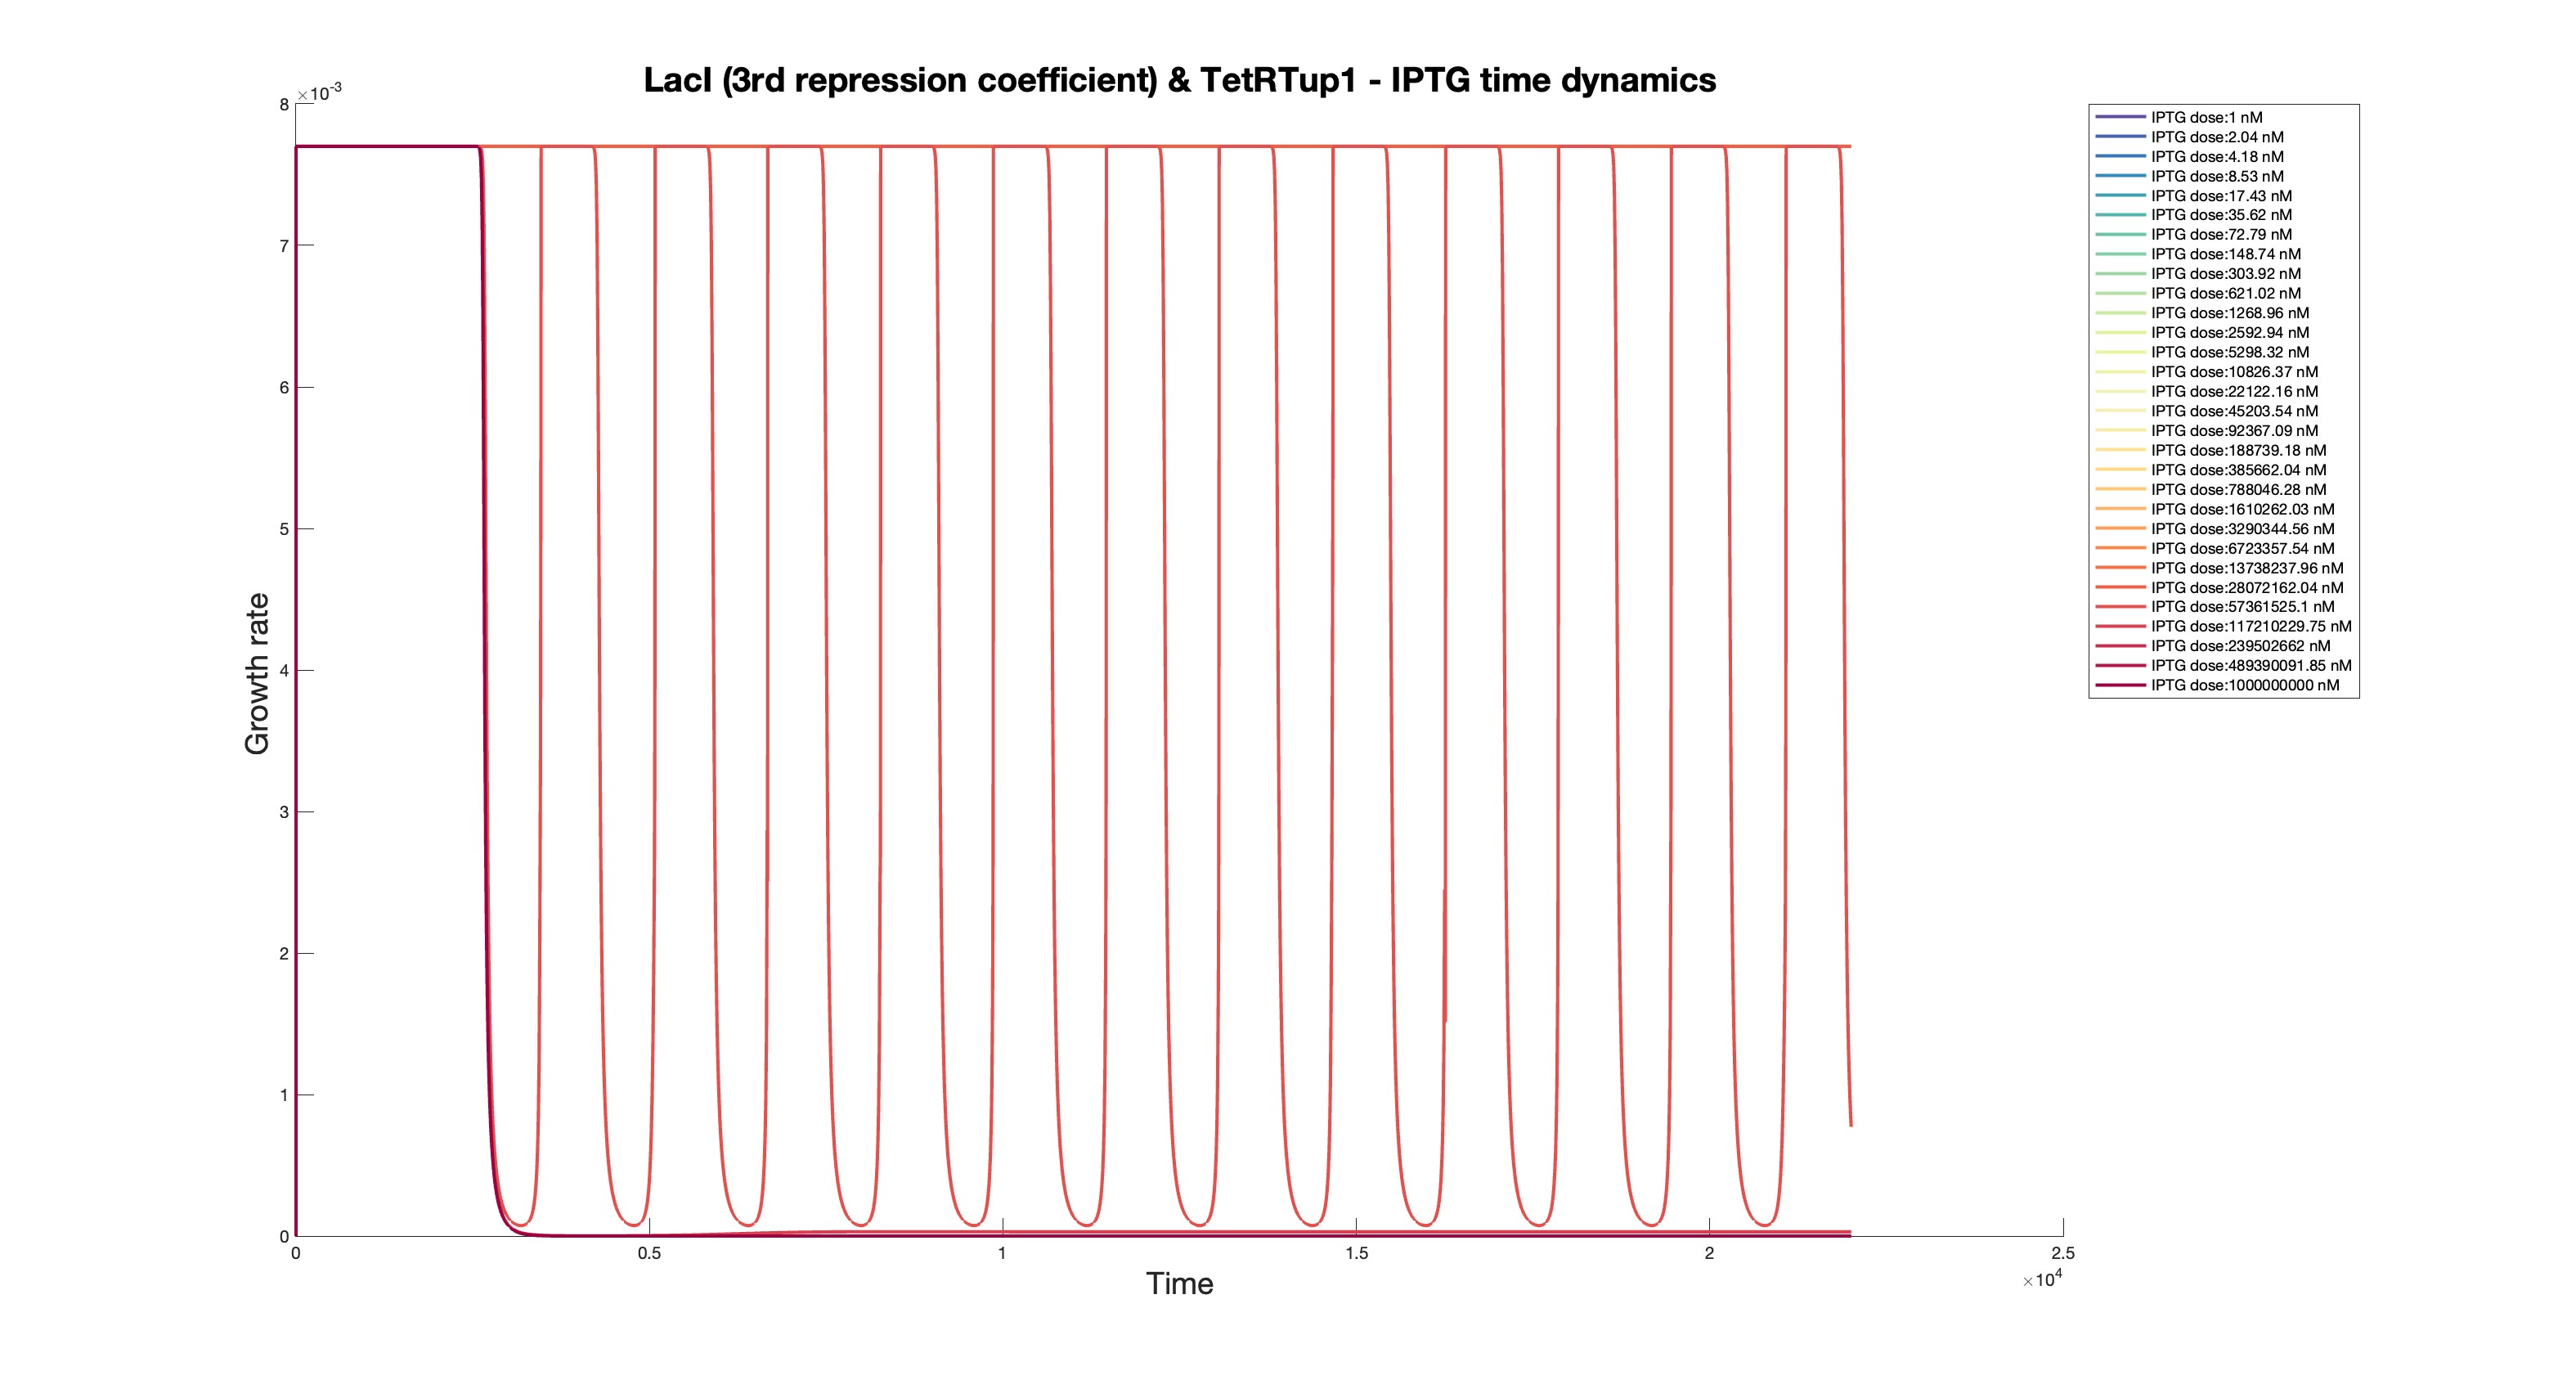 LacI (3rd repression coefficient) & TetRTup1 - IPTG time dynamics
×10-3
8
7
6
5
4
3
2
1
0
Growth rate
0
0.5
1
1.5
2
2.5
×104
Time
IPTG dose:1 nM
IPTG dose:2.04 nM
IPTG dose:4.18 nM
IPTG dose:8.53 nM
IPTG dose:17.43 nM
IPTG dose:35.62 nM
IPTG dose:72.79 nM
IPTG dose:148.74 nM
IPTG dose:303.92 nM
IPTG dose:621.02 nM
IPTG dose:1268.96 nM
IPTG dose:2592.94 nM
IPTG dose:5298.32 nM
IPTG dose:10826.37 nM
IPTG dose:22122.16 nM
IPTG dose:45203.54 nM
IPTG dose:92367.09 nM
IPTG dose:188739.18 nM
IPTG dose:385662.04 nM
IPTG dose:788046.28 nM
IPTG dose:1610262.03 nM
IPTG dose:3290344.56 nM
IPTG dose:6723357.54 nM
IPTG dose:13738237.96 nM
IPTG dose:28072162.04 nM
IPTG dose:57361525.1 nM
IPTG dose:117210229.75 nM
IPTG dose:239502662 nM
IPTG dose:489390091.85 nM
IPTG dose:1000000000 nM